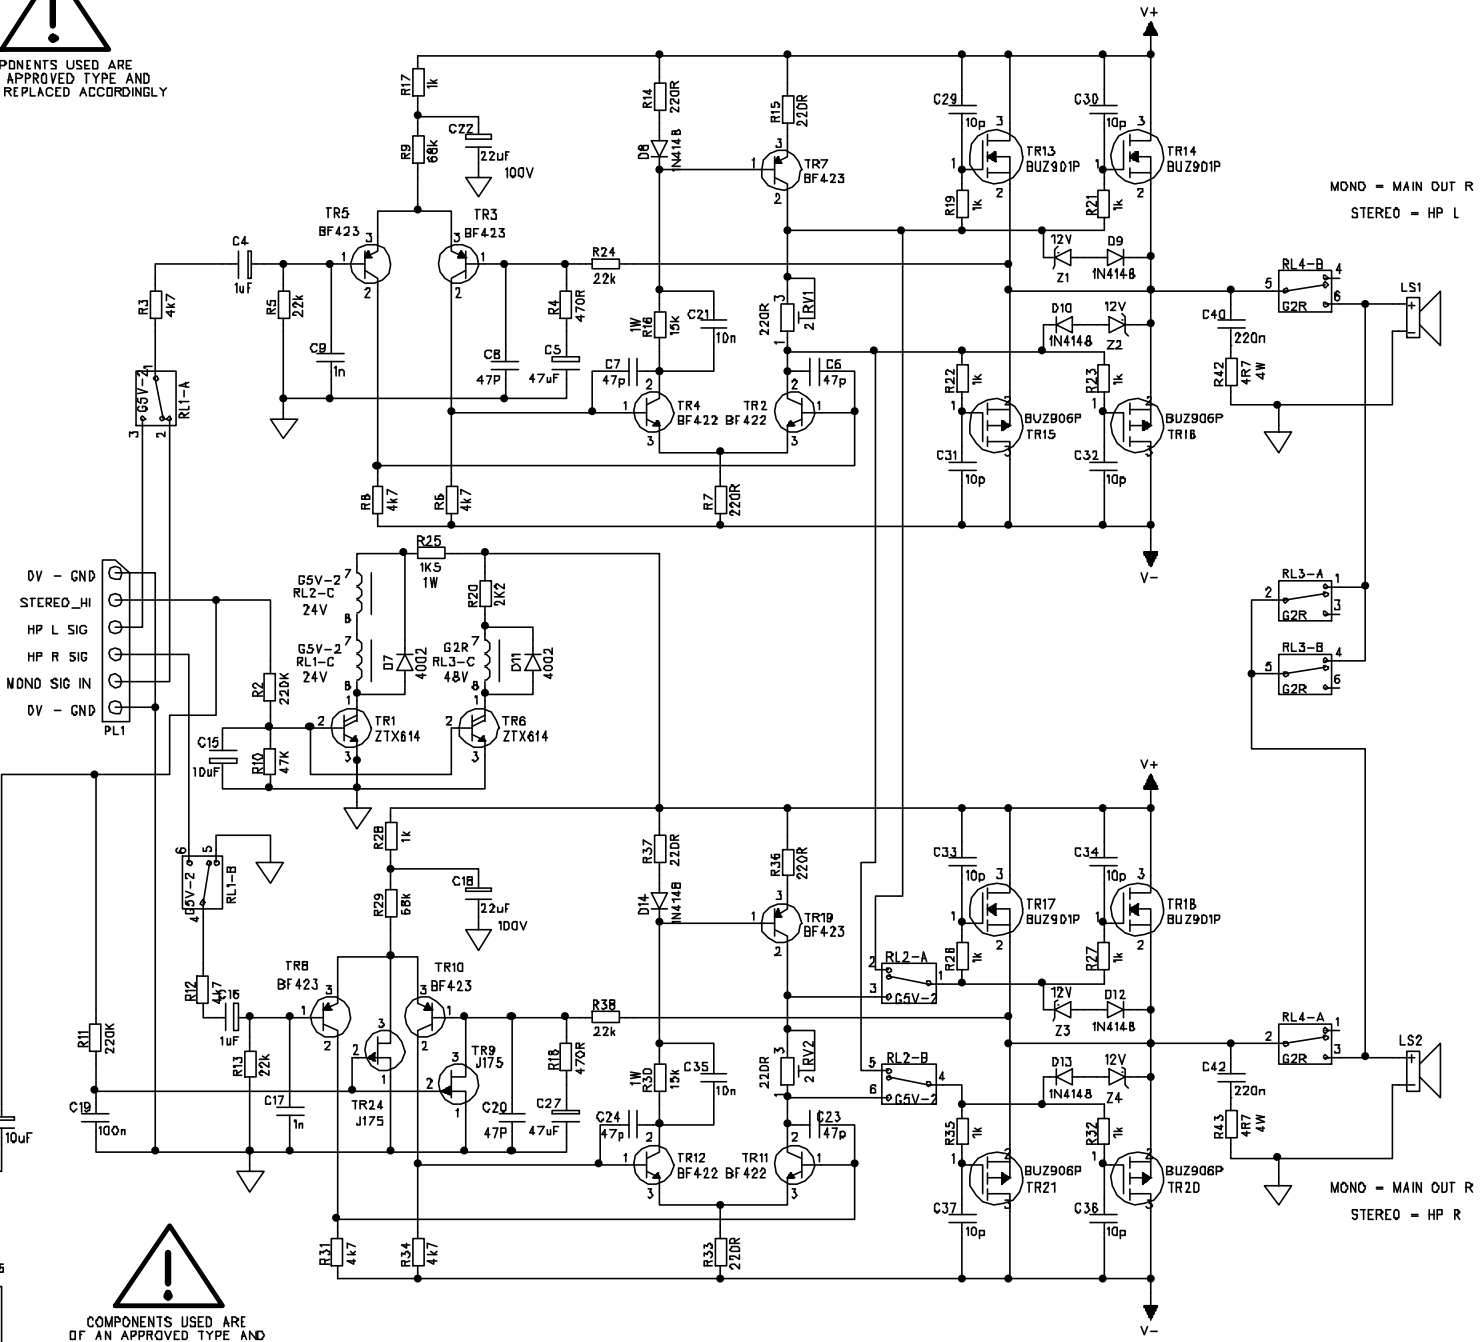 PONENTS USED ARE
APPROVED TYPE AND
REPLACED ACCORDINGLY
V+
R17
1k
R14
220R
R15
220R
C29
10p
C30
10p
C22
22uF
100V
R9
68k
D8
1N4148
TR7
BF423
TR13
BUZ901P
TR14
BUZ901P
MONO = MAIN OUT R
STEREO = HP L
R19
1k
R21
1k
TR5
BF423
TR3
BF423
C4
1uF
R24
22k
12V
Z1
D9
1N4148
RL4-B
G2R
LS1
R3
4k7
R5
22k
R4
470R
1W
R16
15k
C21
10n
220R
RV1
D10
1N4148
12V
Z2
C40
220n
C9
1n
C8
47P
C5
47uF
C7
47p
C6
47p
R22
1k
R23
1k
R42
4R7
4W
G5V-2
RL1-A
TR4
BF422
TR2
BF422
BUZ906P
TR15
BUZ906P
TR16
C31
10p
C32
10p
R8
4k7
R6
4k7
R7
220R
V-
R25
1K5
1W
0V - GND
STEREO_HI
HP L SIG
HP R SIG
MONO SIG IN
0V - GND
PL1
G5V-2
RL2-C
24V
G5V-2
RL1-C
24V
D7
4002
R20
2K2
G2R
RL3-C
48V
D11
4002
RL3-A
G2R
RL3-B
G2R
R2
220K
TR1
ZTX614
TR6
ZTX614
C15
10uF
R10
47K
V+
R28
1k
R37
220R
R36
220R
C33
10p
C34
10p
G5V-2
RL1-B
R29
68k
C18
22uF
100V
D14
1N4148
TR19
BF423
TR17
BUZ901P
TR18
BUZ901P
R26
1k
R27
1k
TR8
BF423
TR10
BF423
RL2-A
G5V-2
R12
4k7
C16
1uF
R38
22k
12V
Z3
D12
1N4148
RL4-A
G2R
LS2
R11
220K
R13
22k
TR9
J175
R18
470R
1W
R30
15k
C35
10n
220R
RV2
RL2-B
G5V-2
D13
1N4148
12V
Z4
C42
220n
C19
100n
C17
1n
TR24
J175
C20
47P
C27
47uF
C24
47p
C23
47p
R35
1k
R32
1k
R43
4R7
4W
10uF
TR12
BF422
TR11
BF422
BUZ906P
TR21
BUZ906P
TR20
MONO = MAIN OUT R
STEREO = HP R
C37
10p
C36
10p
R31
4k7
R34
4k7
R33
220R
V-
COMPONENTS USED ARE
OF AN APPROVED TYPE AND